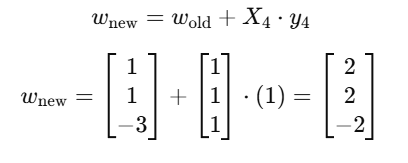 w_new = w_old + X_4 · y_4
w_new = [1 1 -3] + [1 1 1] · (1) = [2 2 -2]